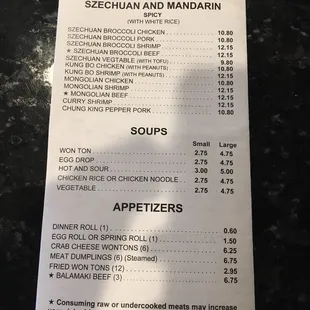 SZECHUAN AND MANDARIN
SPICY
(WITH WHITE RICE)
SZECHUAN BROCCOLI CHICKEN 10.80
SZECHUAN BROCCOLI PORK 10.80
SZECHUAN BROCCOLI SHRIMP 12.15
★ SZECHUAN BROCCOLI BEEF 12.15
SZECHUAN VEGTABLE (WITH TOFU) 9.80
KUNG BO CHICKEN (WITH PEANUTS) 10.80
KUNG BO SHRIMP (WITH PEANUTS) 12.15
MONGOLIAN CHICKEN 10.80
MONGOLIAN SHRIMP 12.15
★ MONGOLIAN BEEF 12.15
CURRY SHRIMP 12.15
CHUNG KING PEPPER PORK 10.80
SOUPS
Small Large
WON TON 2.75 4.75
EGG DROP 2.75 4.75
HOT AND SOUR 3.00 5.00
CHICKEN RICE OR CHICKEN NOODLE 2.75 4.75
VEGETABLE 2.75 4.75
APPETIZERS
DINNER ROLL (1) 0.60
EGG ROLL OR SPRING ROLL (1) 1.50
CRAB CHEESE WONTONS (6) 6.25
MEAT DUMPLINGS (6) (Steamed) 6.75
FRIED WON TONS (12) 2.95
★ BALAMAKI BEEF (3) 6.75
★ Consuming raw or undercooked meats may increase